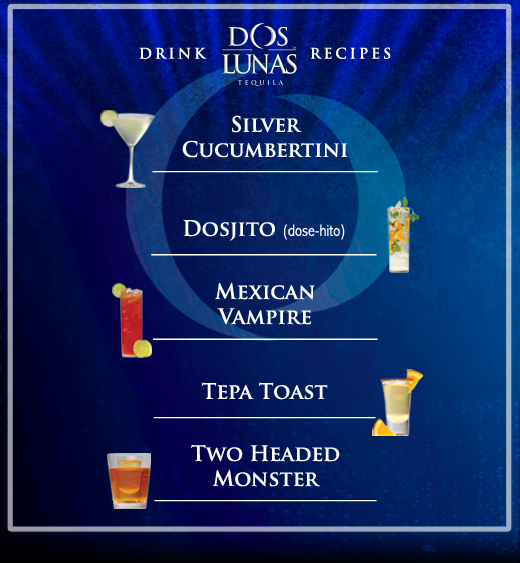 DRINK DOS LUNAS RECIPES
TEQUILA
SILVER
CUCUMBERTINI
DOSJITO (dose-hito)
MEXICAN
VAMPIRE
TEPA TOAST
TWO HEADED
MONSTER